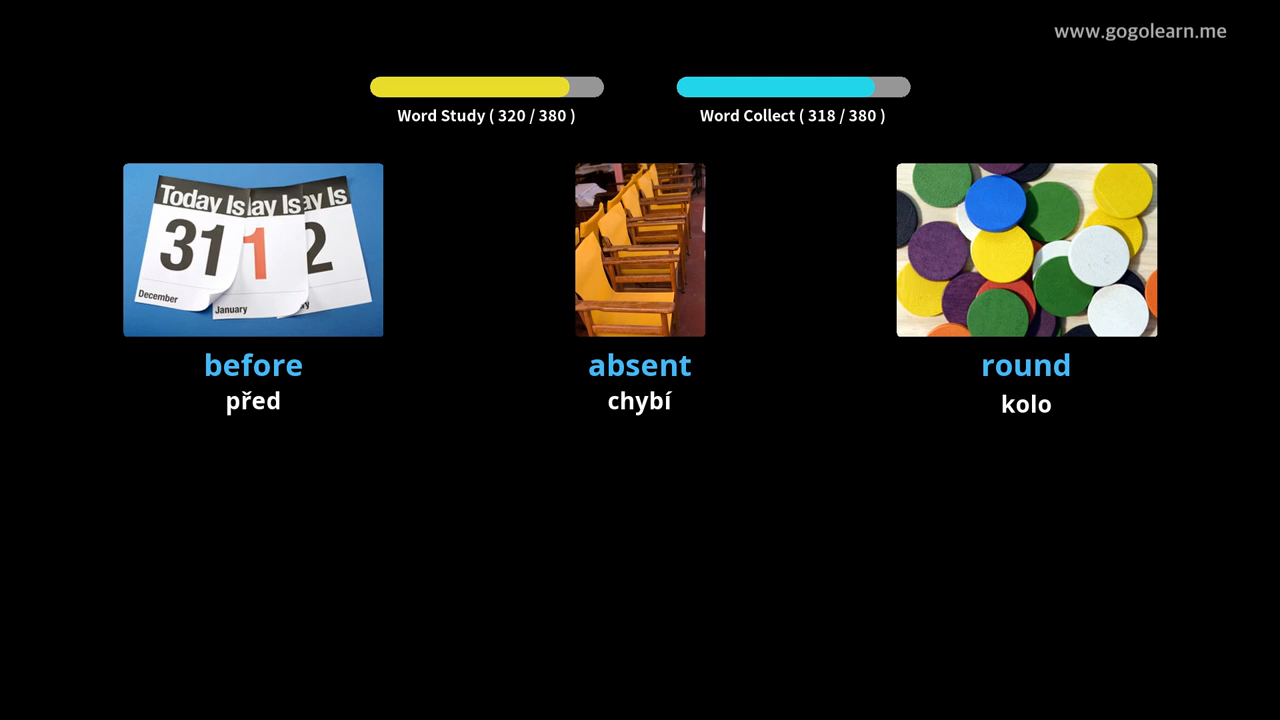 www.gogolearn.me
Word Study ( 320 / 380 )
Word Collect ( 318 / 380 )
Today Is
ay Is
ay Is
31
1
2
December
January
ry
before
absent
round
před
chybí
kolo